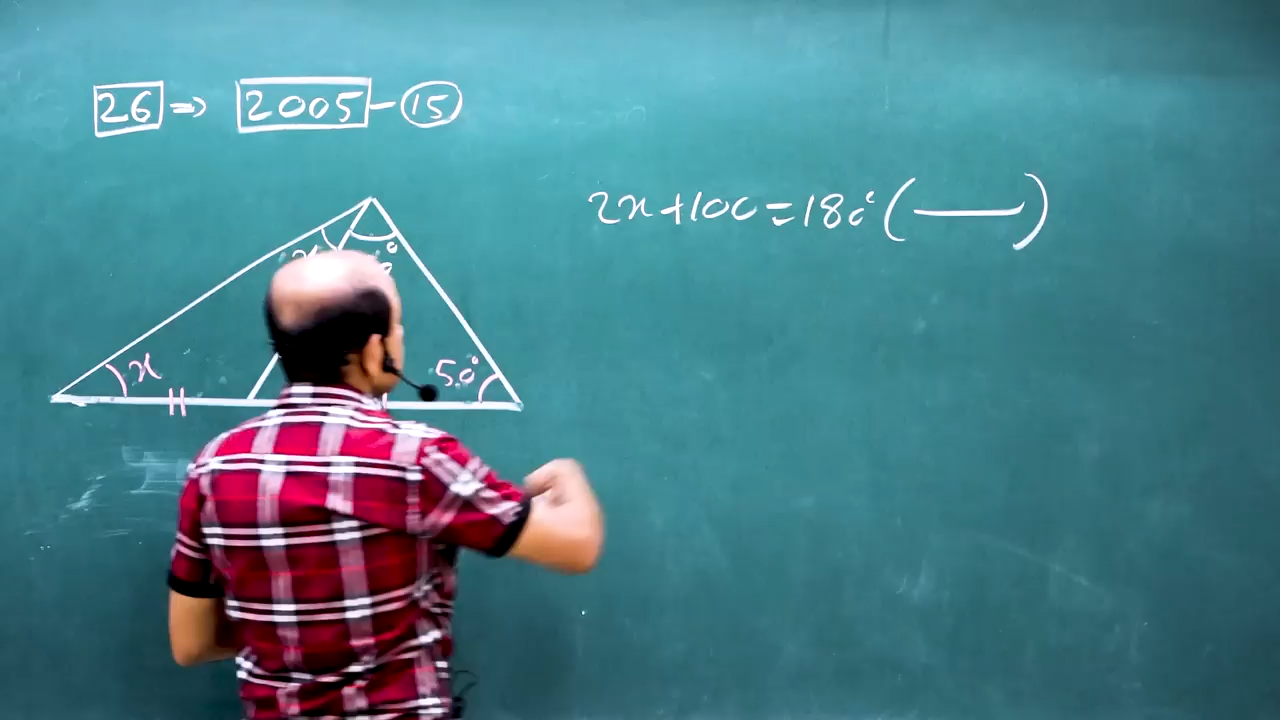 26 ⇒ 2005 - 15
2x+100=180° (—)
x
x
50°